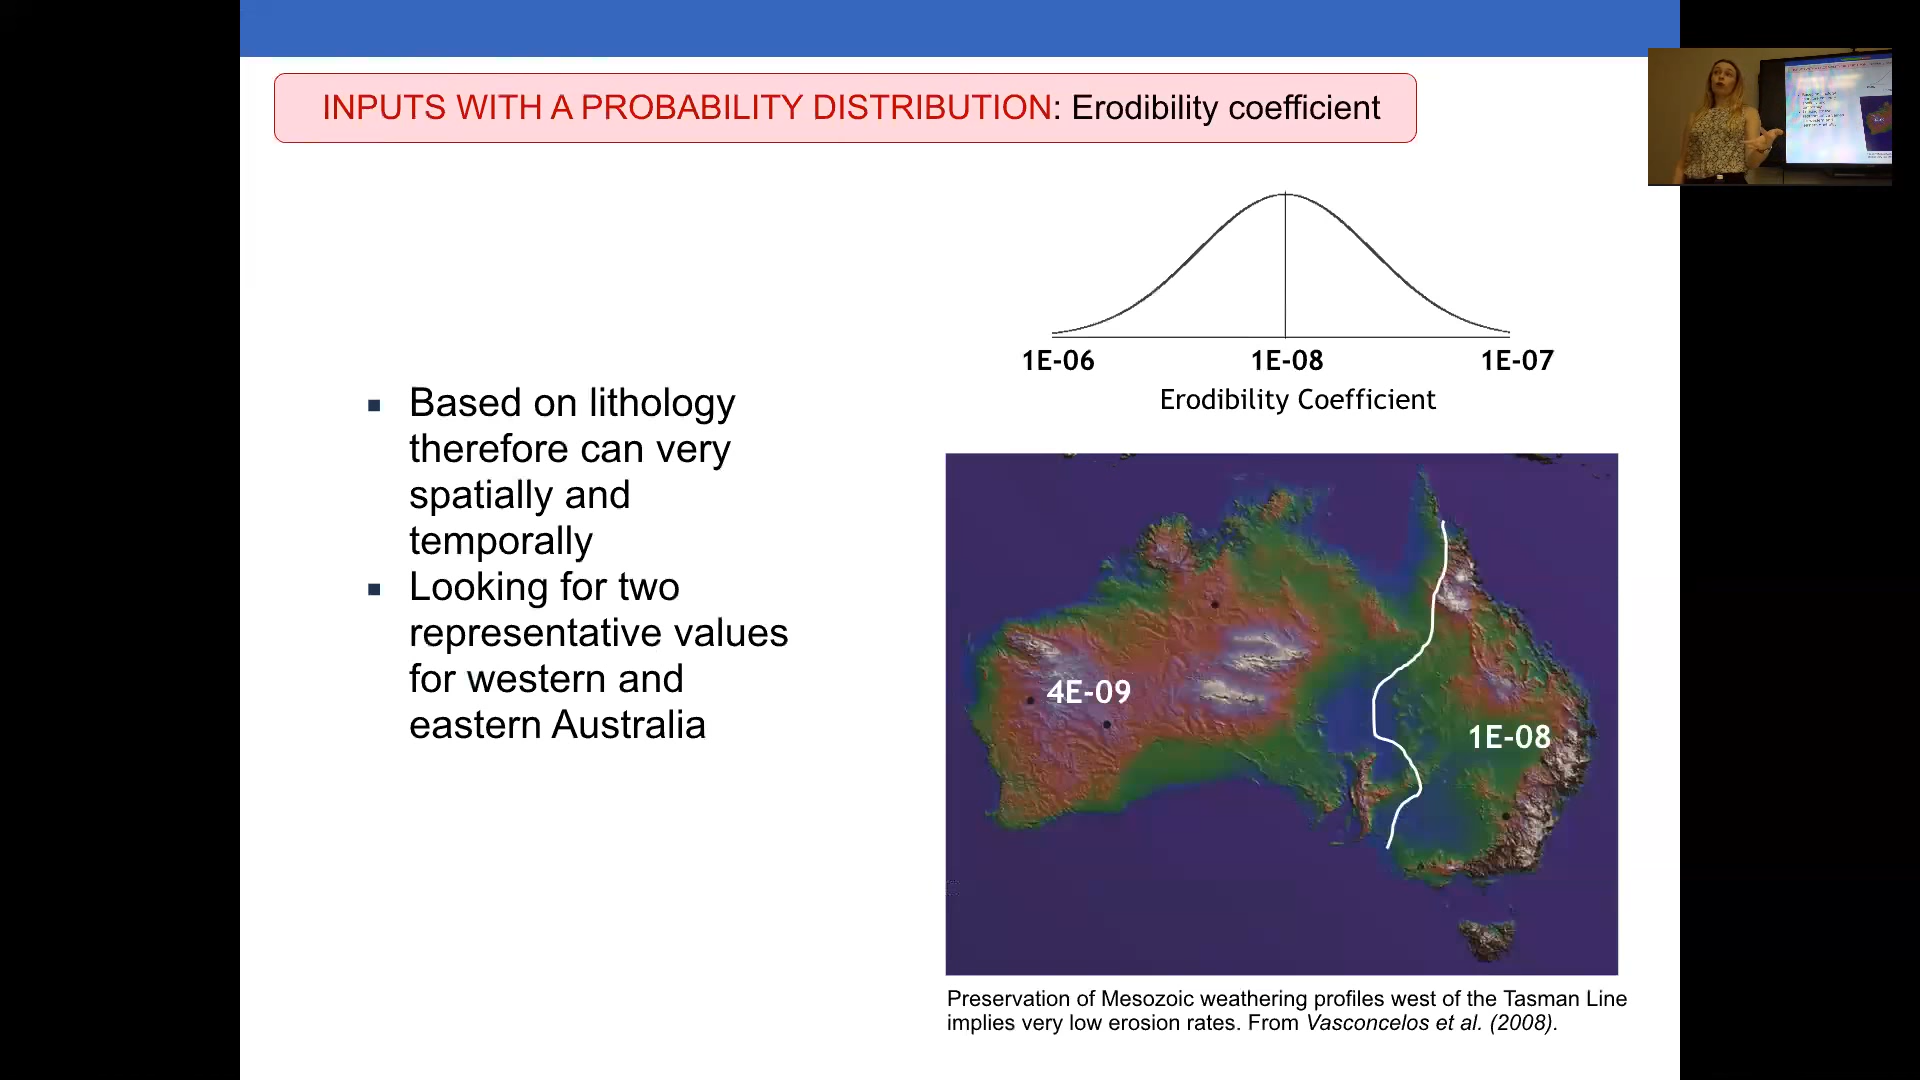 INPUTS WITH A PROBABILITY DISTRIBUTION: Erodibility coefficient
1E-06 1E-08 1E-07
Erodibility Coefficient
▪ Based on lithology
therefore can very
spatially and
temporally
▪ Looking for two
representative values
for western and
eastern Australia
4E-09
1E-08
Preservation of Mesozoic weathering profiles west of the Tasman Line
implies very low erosion rates. From Vasconcelos et al. (2008).